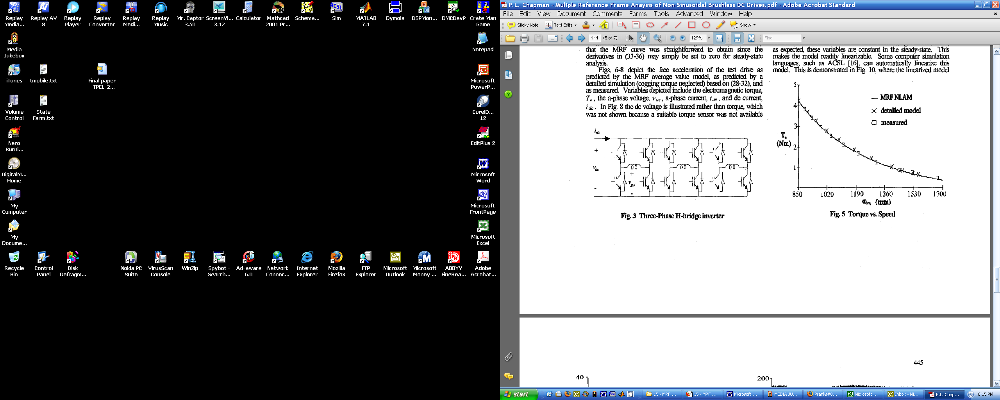 Replay Media...
Replay AV 8
Replay Player
Replay Converter
Replay Medi...
Replay Music
Mr. Captor 3.50
ScreenVi... 3.12
Calculator
Mathcad 2001 Pr...
Schema...
Sim
MATLAB 7.1
Dymola
DSPMon...
DMCDevP
Crate Man Game
Media Jukebox
Notepad
iTunes
tmobile.txt
Final paper - TPEL-2...
Microsoft PowerP...
Volume Control
State Farm.txt
CorelD... 12
Nero Burni...
EditPlus 2
DigitalM... Home
Microsoft Word
My Computer
Microsoft FrontPage
My Docume...
Microsoft Excel
Recycle Bin
Control Panel
Disk Defragm...
Nokia PC Suite
VirusScan Console
WinZip
Spybot - Search...
Ad-aware 6.0
Network Connec...
Internet Explorer
Mozilla Firefox
FTP Explorer
Microsoft Outlook
Microsoft Money ...
ABBYY FineRea...
Adobe Acrobat...
P.L. Chapman - Multple Reference Frame Anaysis of Non-Sinusoidal Brushless DC Drives.pdf - Adobe Acrobat Standard
File Edit View Document Comments Forms Tools Advanced Window Help
Sticky Note Text Edits Show
444 (5 of 7) 129% Find
that the MRF curve was straightforward to obtain since the
derivatives in (33-36) may simply be set to zero for steady-state
analysis.
Figs. 6-8 depict the free acceleration of the test drive as
predicted by the MRF average value model, as predicted by a
detailed simulation (cogging torque neglected) based on (28-32), and
as measured. Variables depicted include the electromagnetic torque,
Te, the a-phase voltage, vas, a-phase current, ias, and dc current,
idc. In Fig. 8 the dc voltage is illustrated rather than torque, which
was not shown because a suitable torque sensor was not available
idc
+
vdc
-
+
vsw
-
Fig. 3 Three-Phase H-bridge inverter
as expected, these variables are constant in the steady-state. This
makes the model readily linearizable. Some computer simulation
languages, such as ACSL [16], can automatically linearize this
model. This is demonstrated in Fig. 10, where the linearized model
5
4
3
2
1
Te
(Nm)
MRF NLAM
detailed model
measured
850 1020 1190 1360 1530 1700
ωrm (rpm)
Fig. 5 Torque vs. Speed
445
40
200
start
15 - MRF ...
15 - MRF ...
Microsoft ...
MEDIA JU...
Pranks#0...
Microsoft ...
Inbox - Mi...
P.L. Chap...
6:15 PM